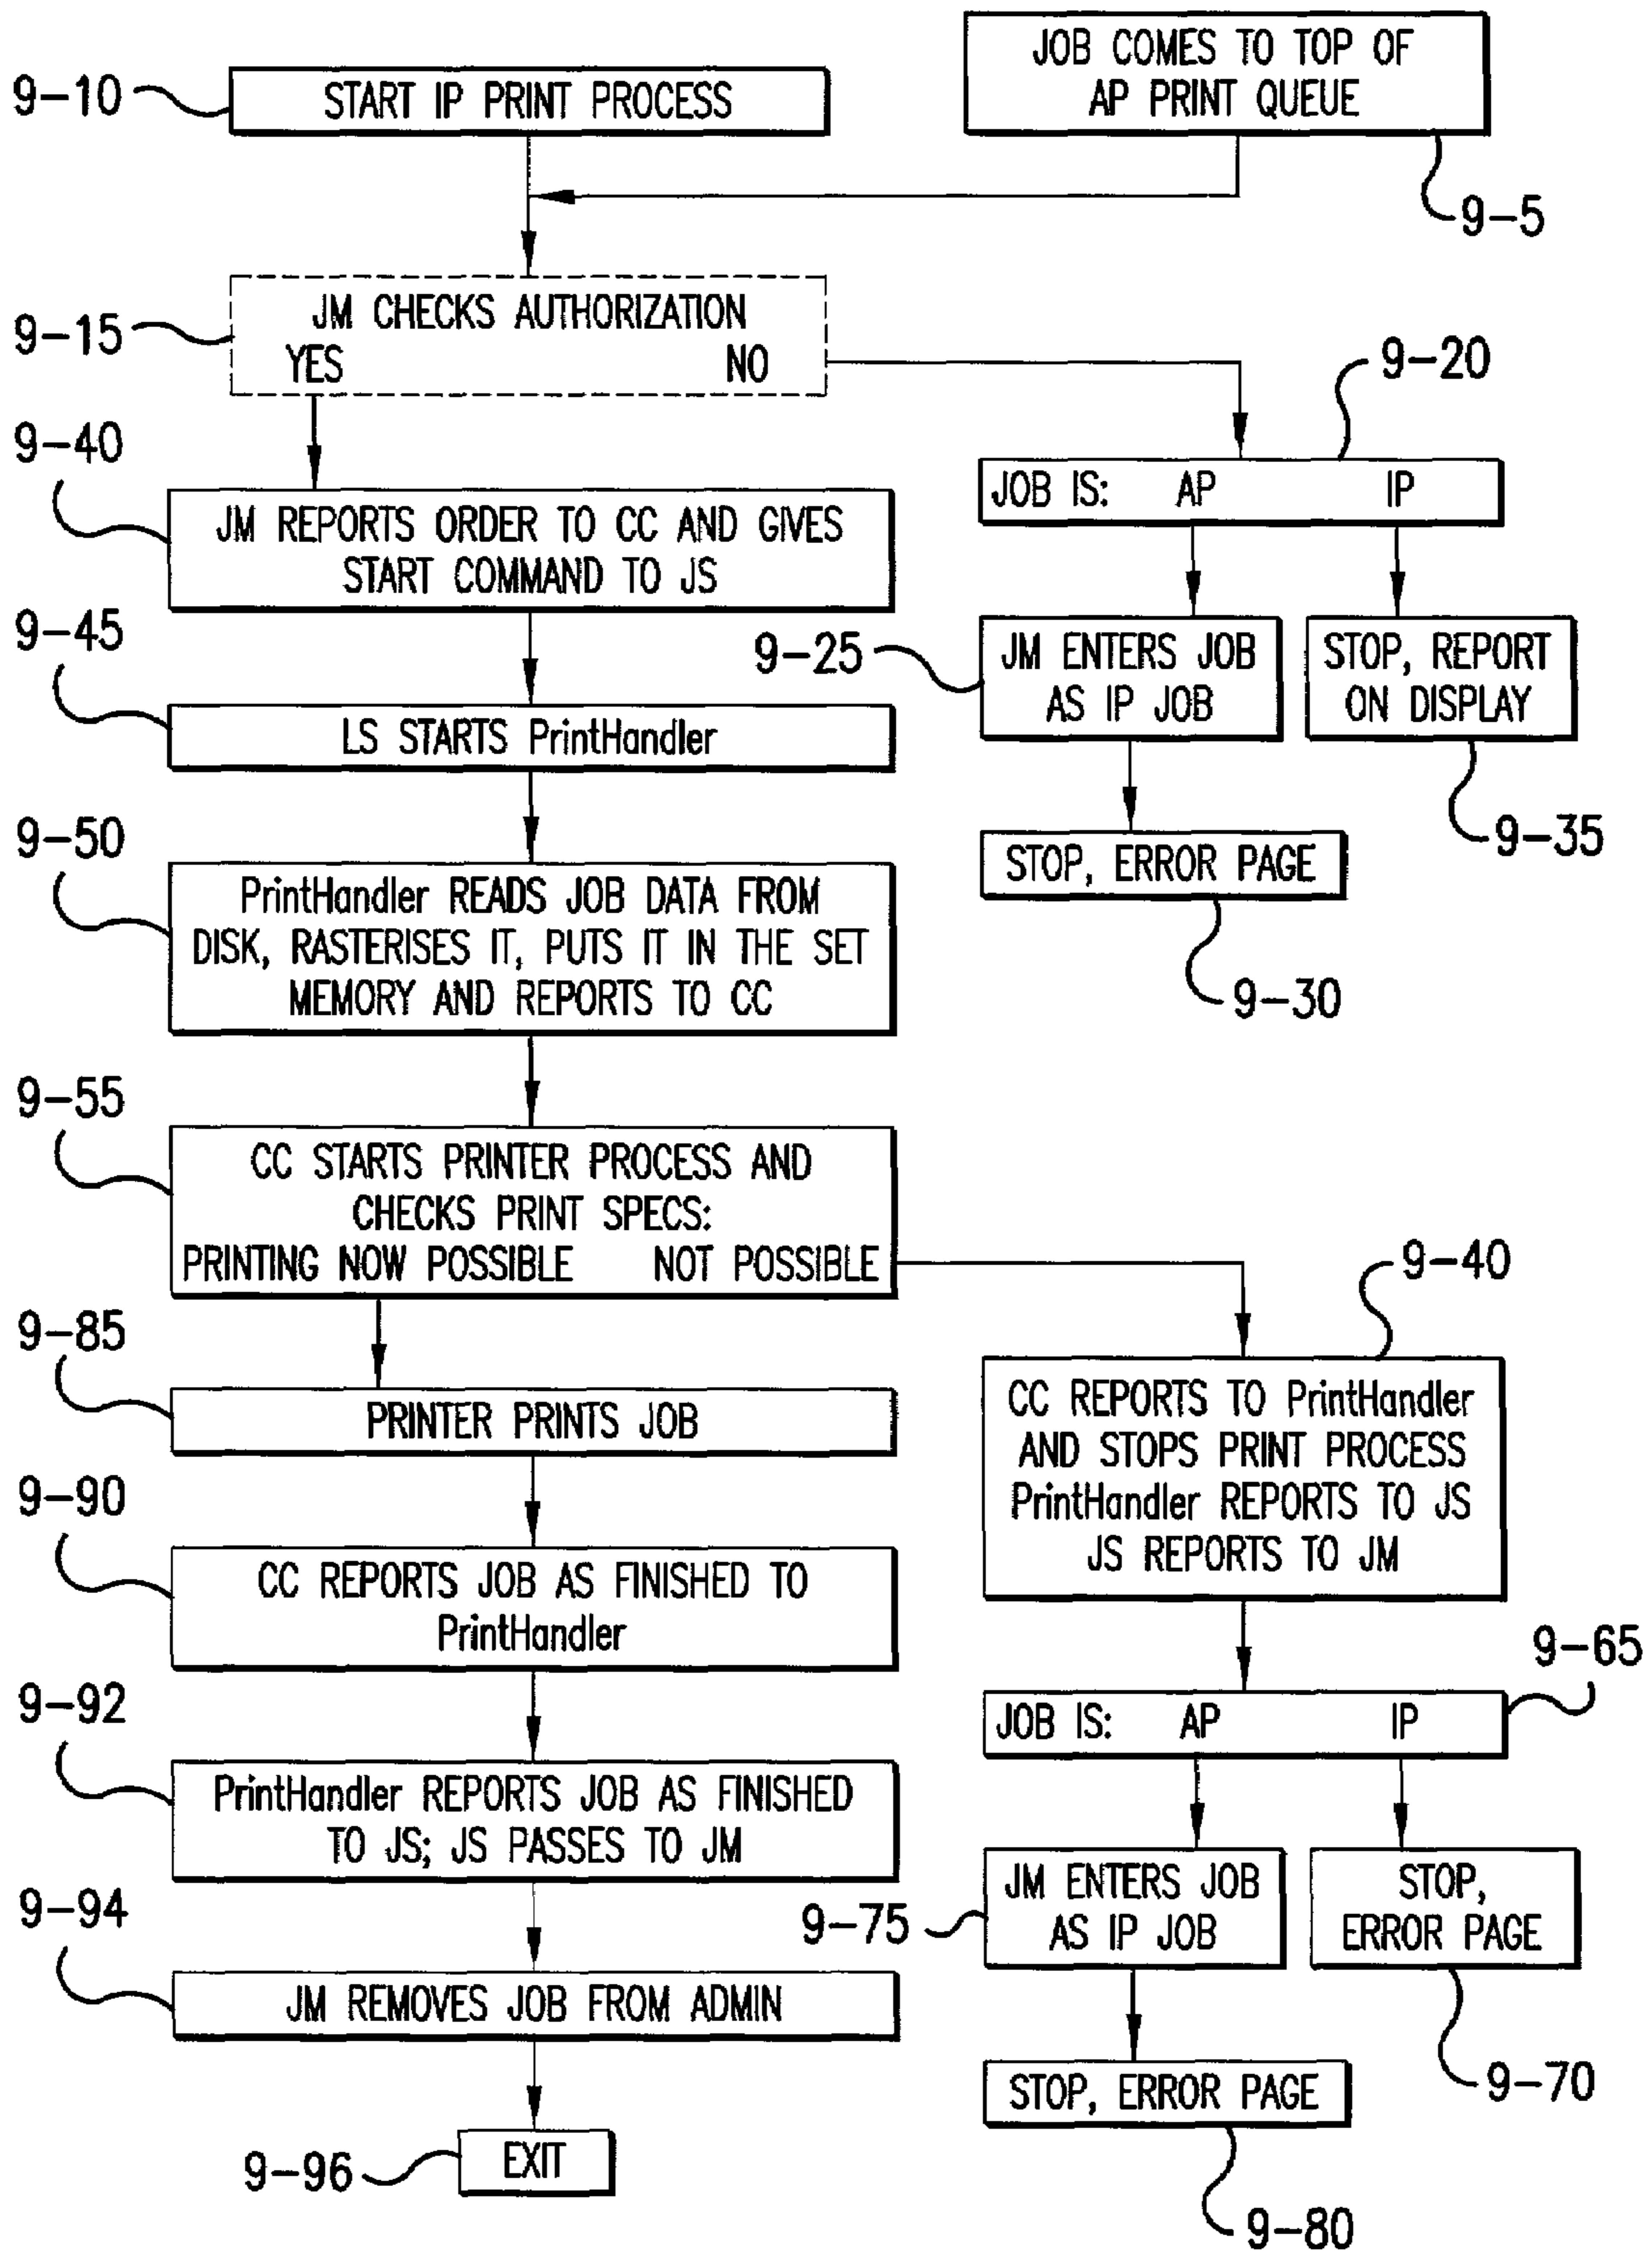 JOB COMES TO TOP OF
AP PRINT QUEUE
9-10
START IP PRINT PROCESS
9-5
JM CHECKS AUTHORIZATION
9-15
YES NO
9-20
9-40
JOB IS: AP IP
JM REPORTS ORDER TO CC AND GIVES
START COMMAND TO JS
9-45
9-25
JM ENTERS JOB
AS IP JOB
STOP, REPORT
ON DISPLAY
LS STARTS PrintHandler
9-35
9-50
STOP, ERROR PAGE
PrintHandler READS JOB DATA FROM
DISK, RASTERISES IT, PUTS IT IN THE SET
MEMORY AND REPORTS TO CC
9-30
9-55
CC STARTS PRINTER PROCESS AND
CHECKS PRINT SPECS:
PRINTING NOW POSSIBLE NOT POSSIBLE
9-40
9-85
PRINTER PRINTS JOB
CC REPORTS TO PrintHandler
AND STOPS PRINT PROCESS
PrintHandler REPORTS TO JS
JS REPORTS TO JM
9-90
CC REPORTS JOB AS FINISHED TO
PrintHandler
9-65
9-92
JOB IS: AP IP
PrintHandler REPORTS JOB AS FINISHED
TO JS; JS PASSES TO JM
9-94
9-75
JM ENTERS JOB
AS IP JOB
STOP,
ERROR PAGE
JM REMOVES JOB FROM ADMIN
9-70
STOP, ERROR PAGE
9-96
EXIT
9-80